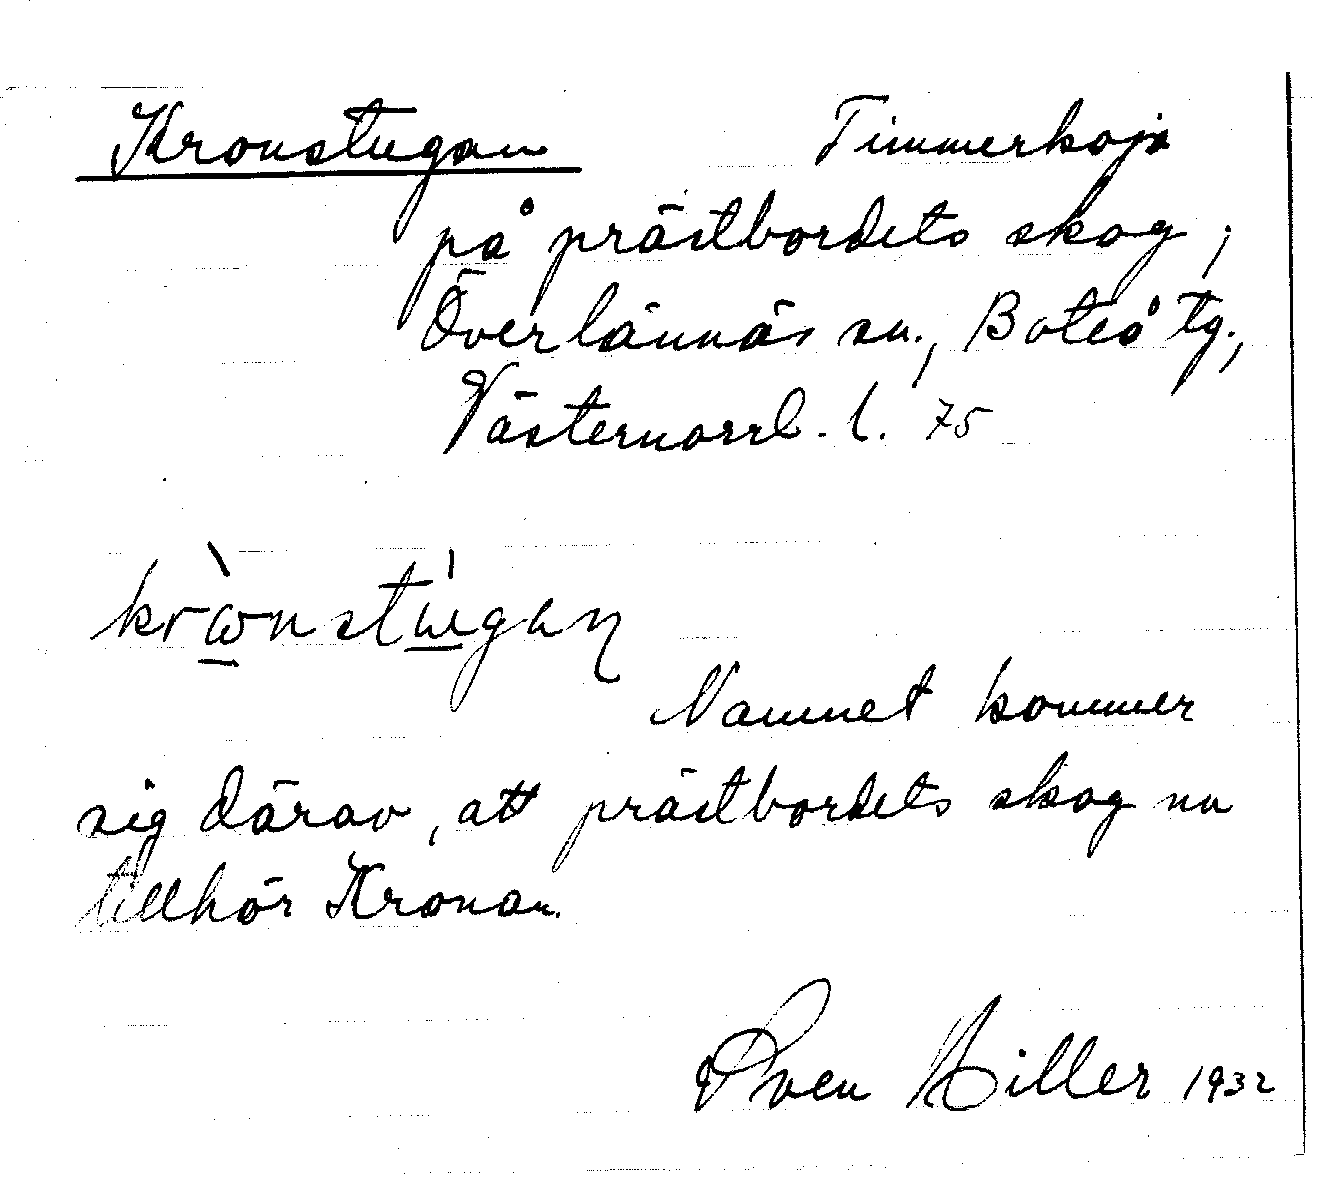 Kronstugan Timmerkoja
på prästbordets skog,
Överlännäs sn., Boteå tg.,
Västernorrl. l. 75
Namnet kommer
sig därav, att prästbordets skog nu
tillhör Kronan.
Sven Hiller 1932